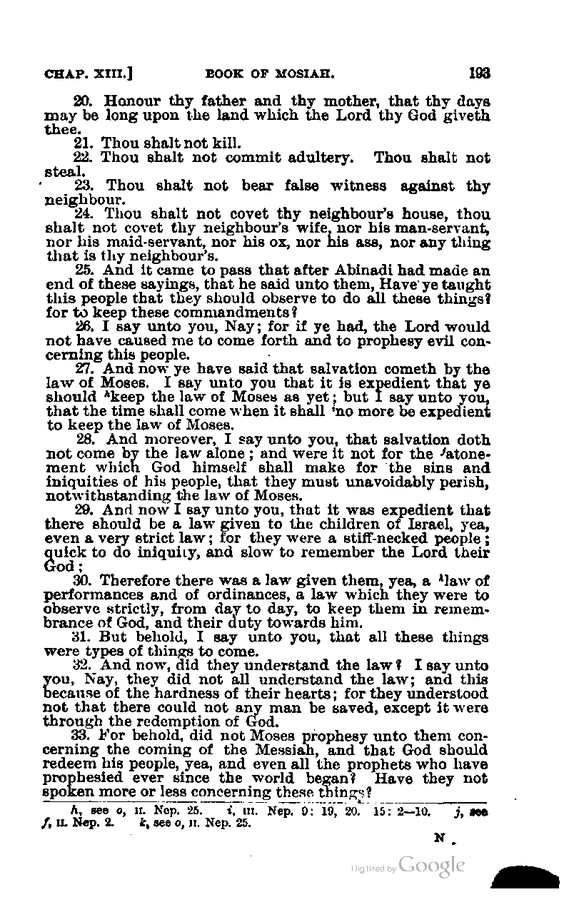 CHAP. XIII.] BOOK OF MOSIAH. 193
20. Honour thy father and thy mother, that thy days
may be long upon the land which the Lord thy God giveth
thee.
21. Thou shalt not kill.
22. Thou shalt not commit adultery. Thou shalt not
steal.
23. Thou shalt not bear false witness against thy
neighbour.
24. Thou shalt not covet thy neighbour's house, thou
shalt not covet thy neighbour's wife, nor his man-servant,
nor his maid-servant, nor his ox, nor his ass, nor any thing
that is thy neighbour's.
25. And it came to pass that after Abinadi had made an
end of these sayings, that he said unto them, Have ye taught
this people that they should observe to do all these things?
for to keep these commandments?
26. I say unto you, Nay; for if ye had, the Lord would
not have caused me to come forth and to prophesy evil con-
cerning this people.
27. And now ye have said that salvation cometh by the
law of Moses. I say unto you that it is expedient that ye
should ʰkeep the law of Moses as yet; but I say unto you,
that the time shall come when it shall ⁱno more be expedient
to keep the law of Moses.
28. And moreover, I say unto you, that salvation doth
not come by the law alone; and were it not for the ʲatone-
ment which God himself shall make for the sins and
iniquities of his people, that they must unavoidably perish,
notwithstanding the law of Moses.
29. And now I say unto you, that it was expedient that
there should be a law given to the children of Israel, yea,
even a very strict law; for they were a stiff-necked people;
quick to do iniquity, and slow to remember the Lord their
God;
30. Therefore there was a law given them, yea, a ᵏlaw of
performances and of ordinances, a law which they were to
observe strictly, from day to day, to keep them in remem-
brance of God, and their duty towards him.
31. But behold, I say unto you, that all these things
were types of things to come.
32. And now, did they understand the law? I say unto
you, Nay, they did not all understand the law; and this
because of the hardness of their hearts; for they understood
not that there could not any man be saved, except it were
through the redemption of God.
33. For behold, did not Moses prophesy unto them con-
cerning the coming of the Messiah, and that God should
redeem his people, yea, and even all the prophets who have
prophesied ever since the world began? Have they not
spoken more or less concerning these things?
h, see o, II. Nep. 25. i, III. Nep. 9: 19, 20. 15: 2—10. j, see
f, II. Nep. 2. k, see o, II. Nep. 25.
N
Digitized by Google